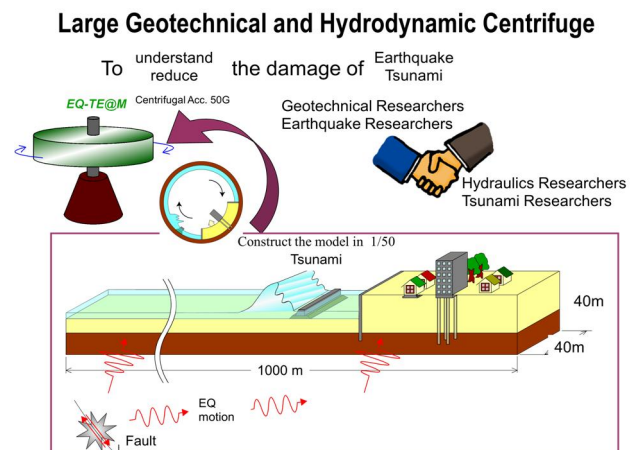 Large Geotechnical and Hydrodynamic Centrifuge
To understand reduce the damage of Earthquake Tsunami
EQ-TE@M
Centrifugal Acc. 50G
Geotechnical Researchers
Earthquake Researchers
Hydraulics Researchers
Tsunami Researchers
Construct the model in 1/50
Tsunami
40m
40m
1000 m
EQ
motion
Fault